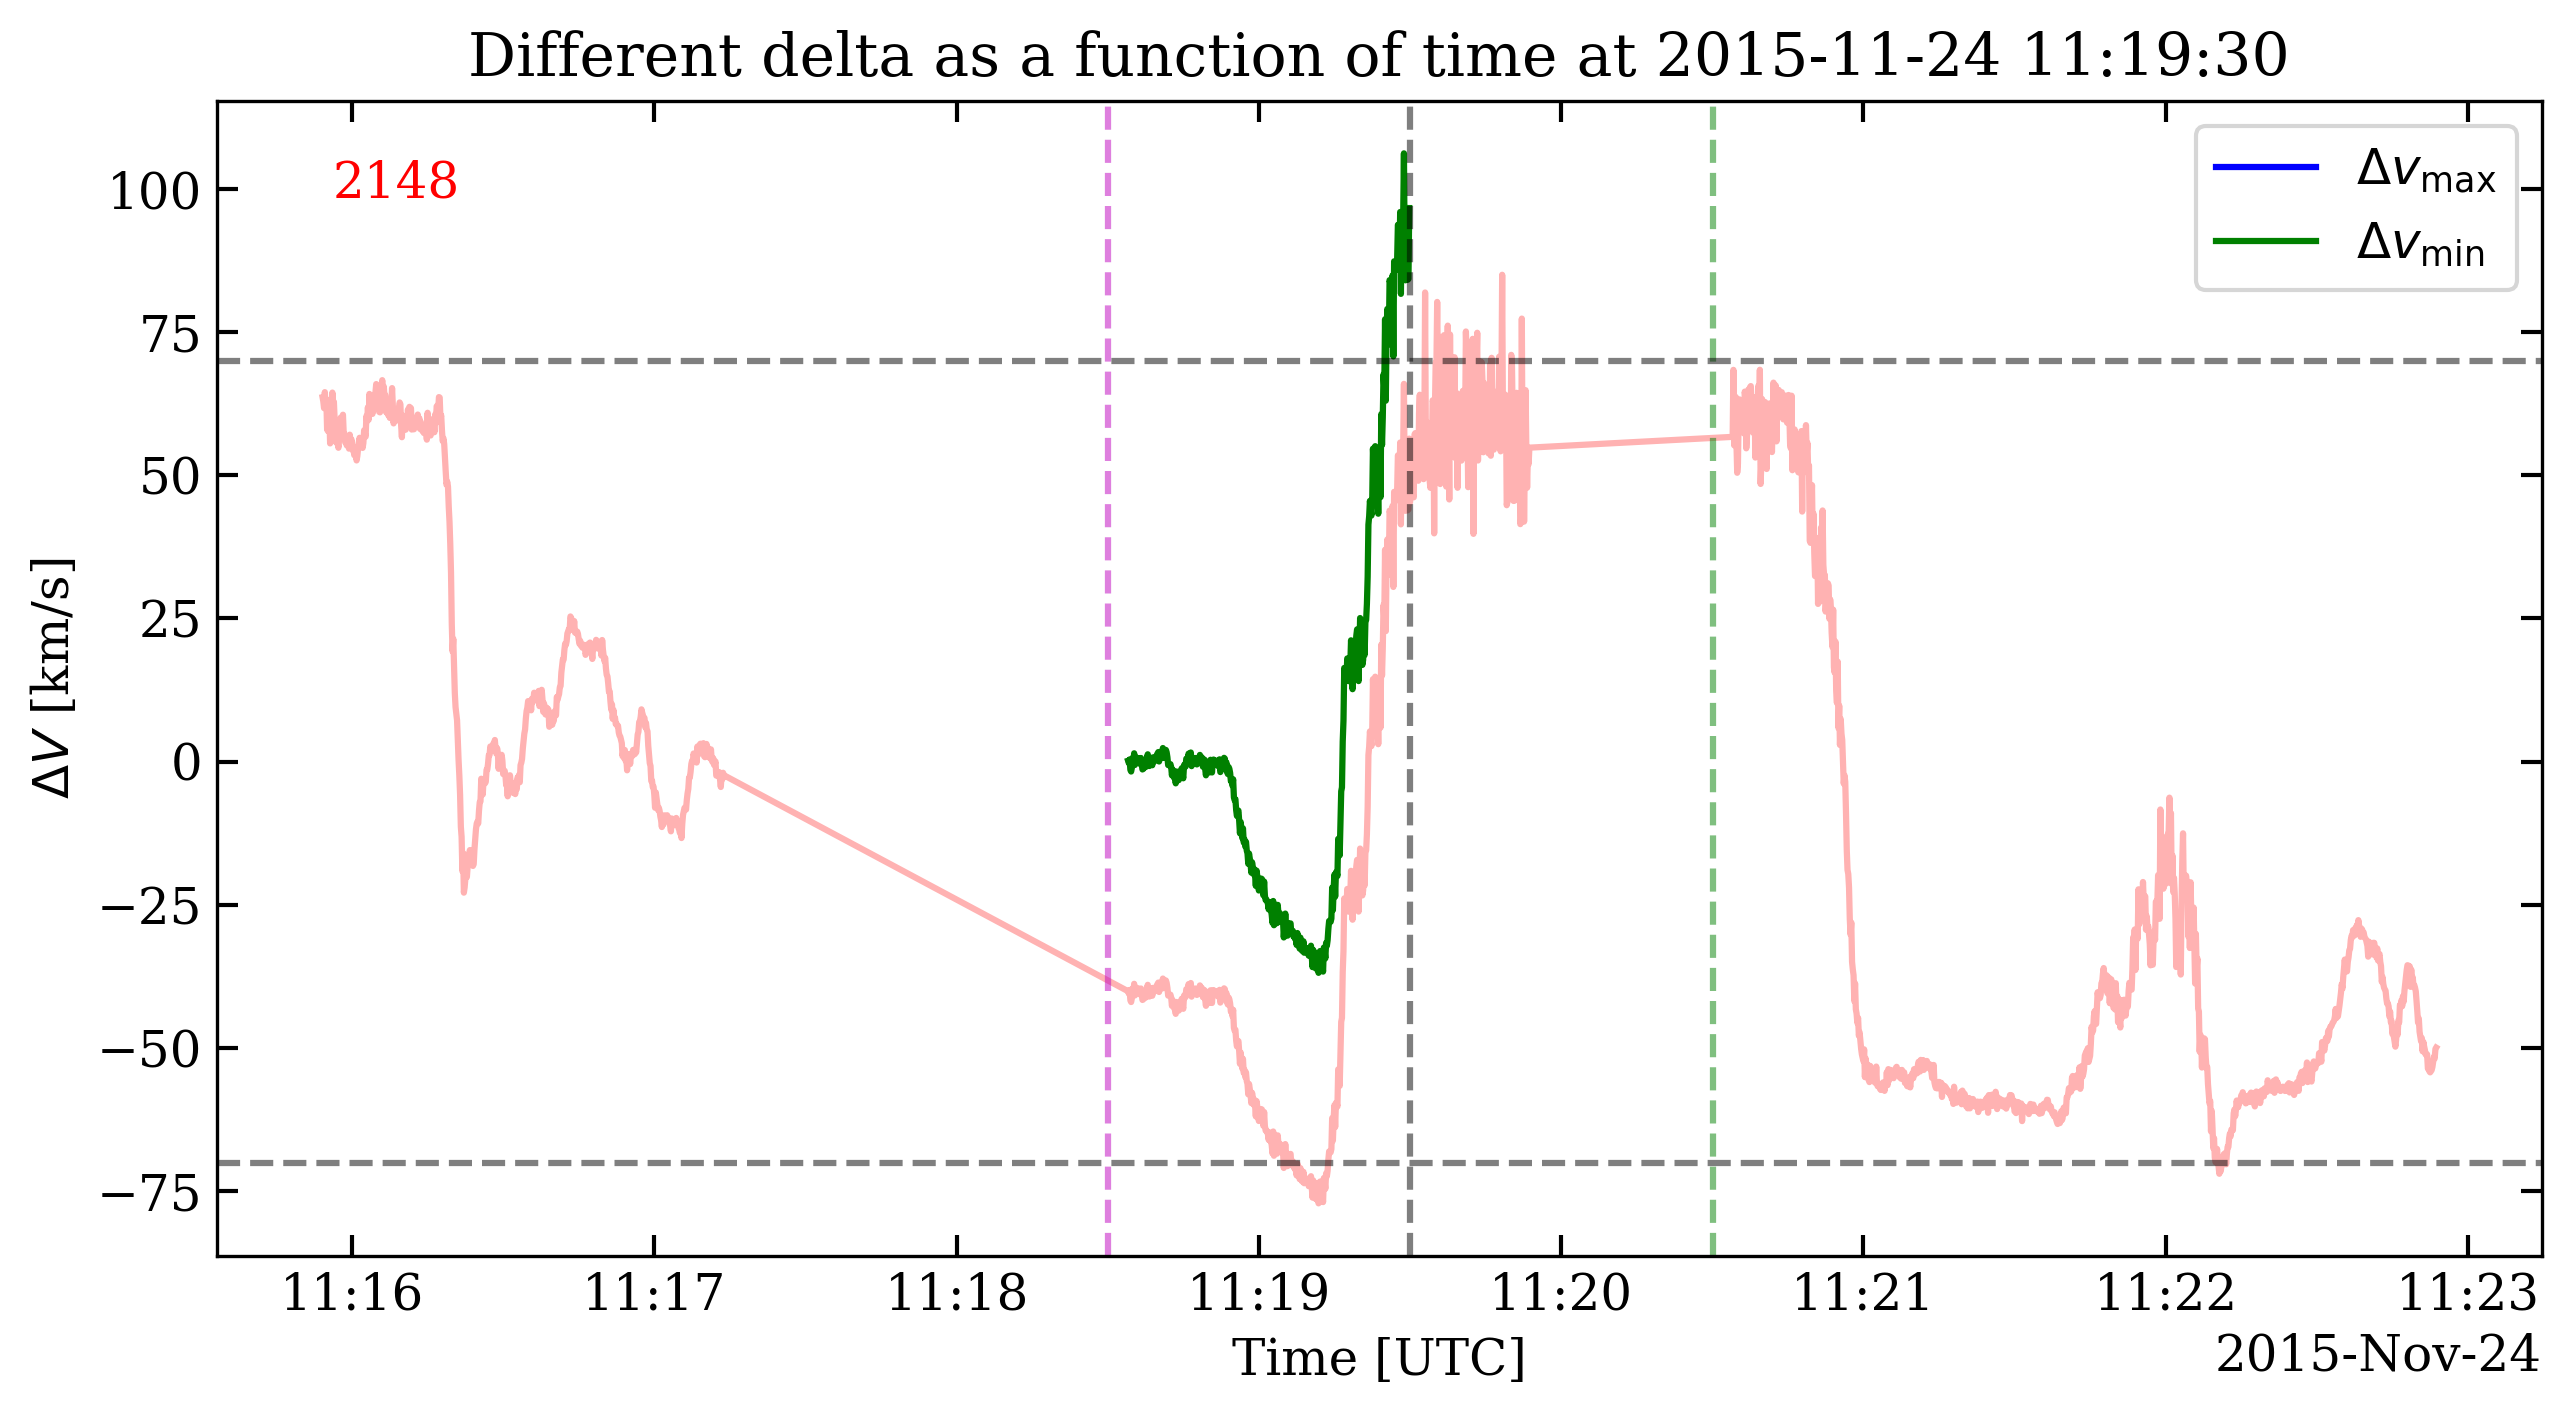 Different delta as a function of time at 2015-11-24 11:19:30
2148
Δv_max
Δv_min
100
75
50
25
0
−25
−50
−75
ΔV [km/s]
11:16 11:17 11:18 11:19 11:20 11:21 11:22 11:23
Time [UTC]
2015-Nov-24